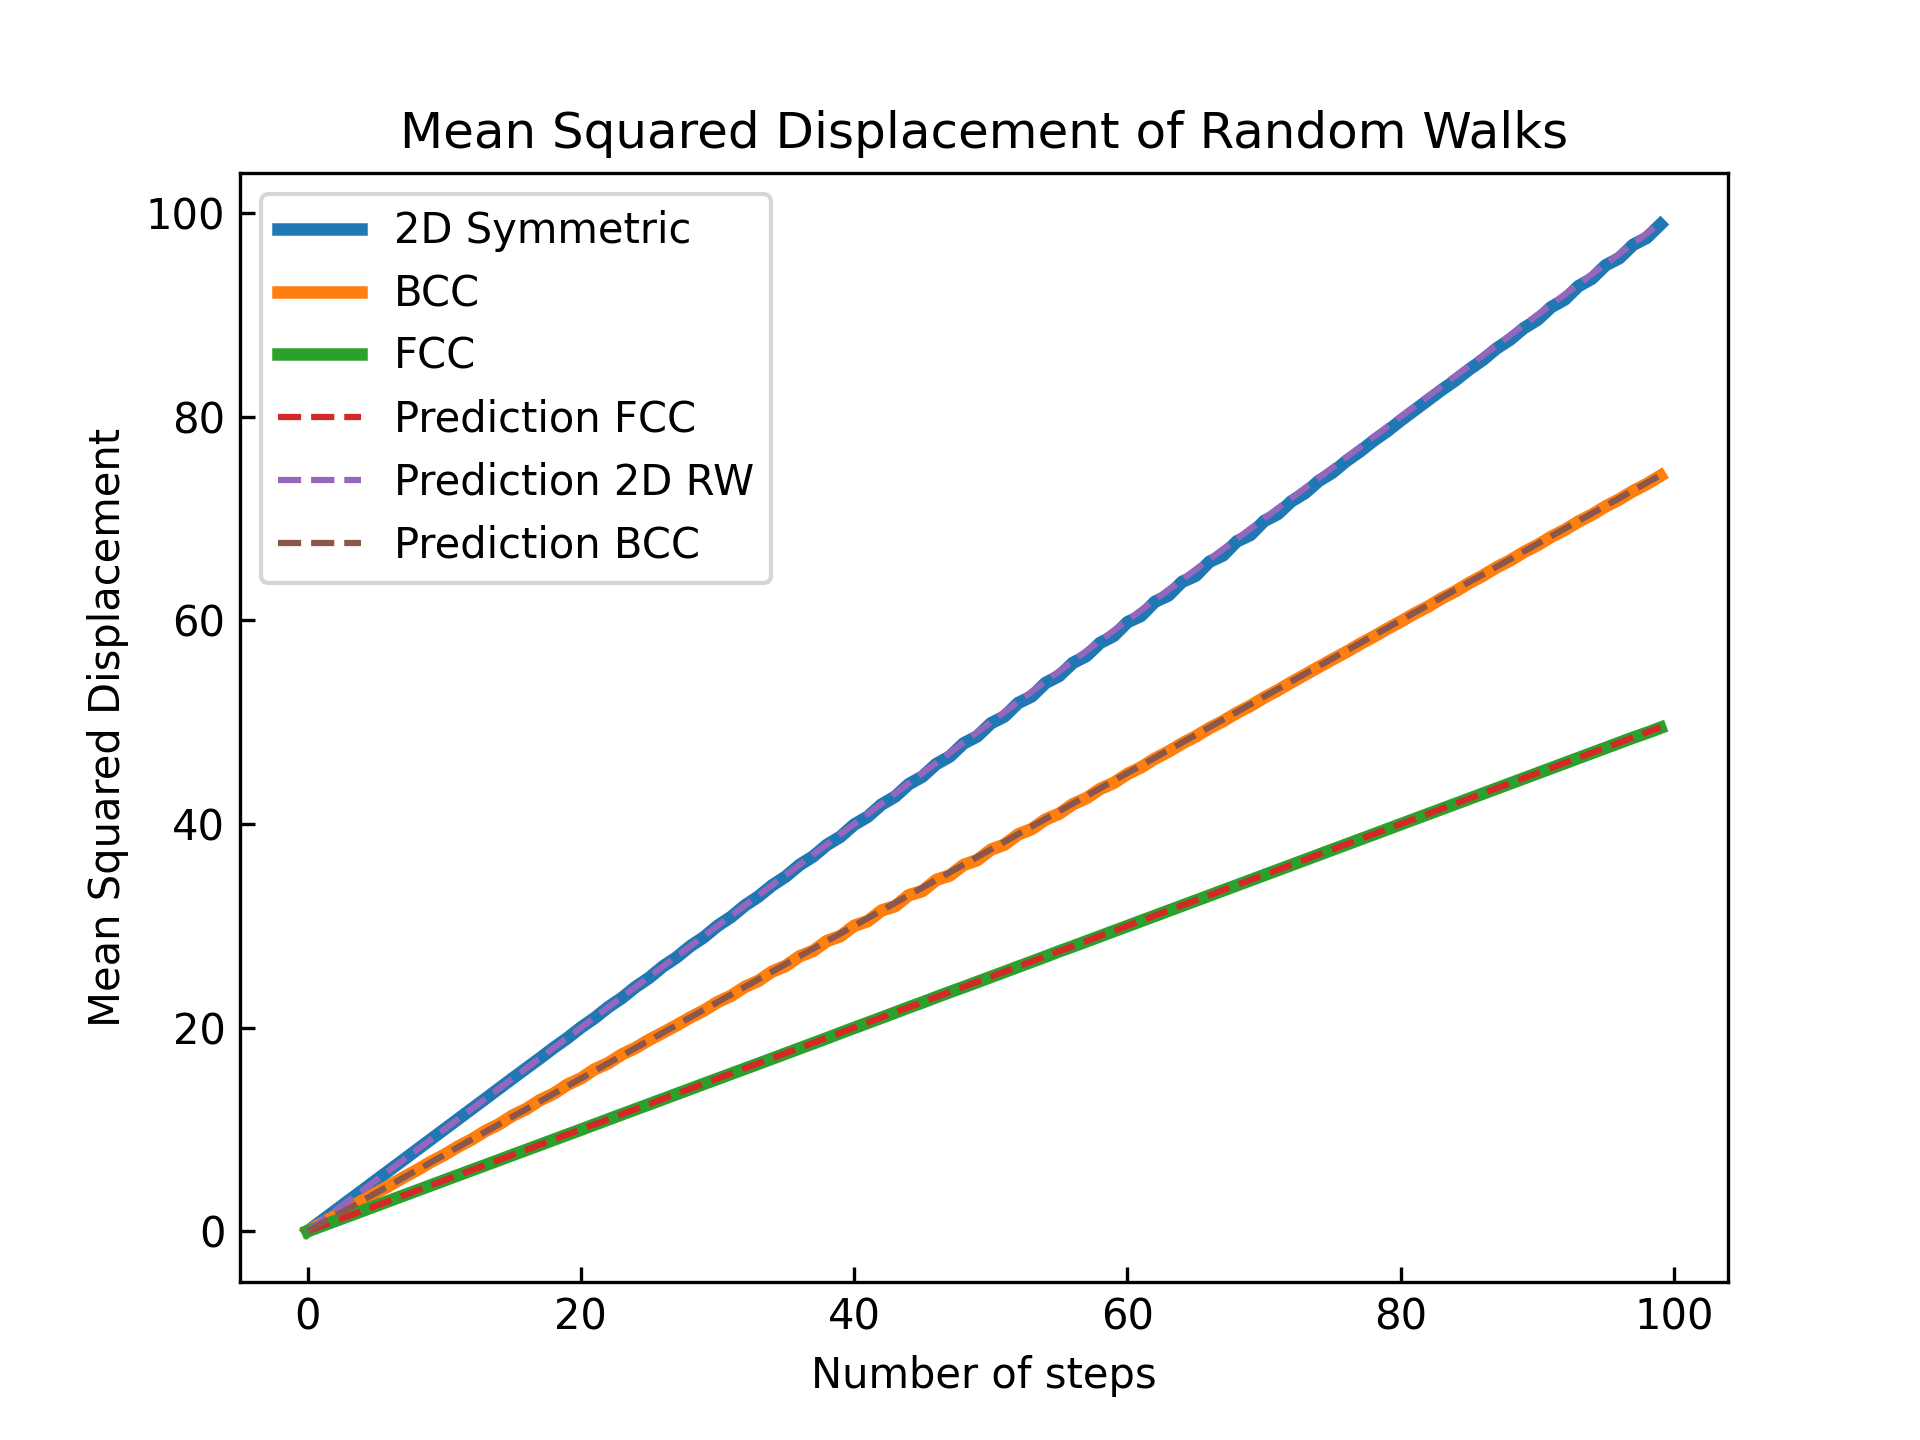 Mean Squared Displacement of Random Walks
2D Symmetric
BCC
FCC
Prediction FCC
Prediction 2D RW
Prediction BCC
Mean Squared Displacement
100
80
60
40
20
0
0 20 40 60 80 100
Number of steps